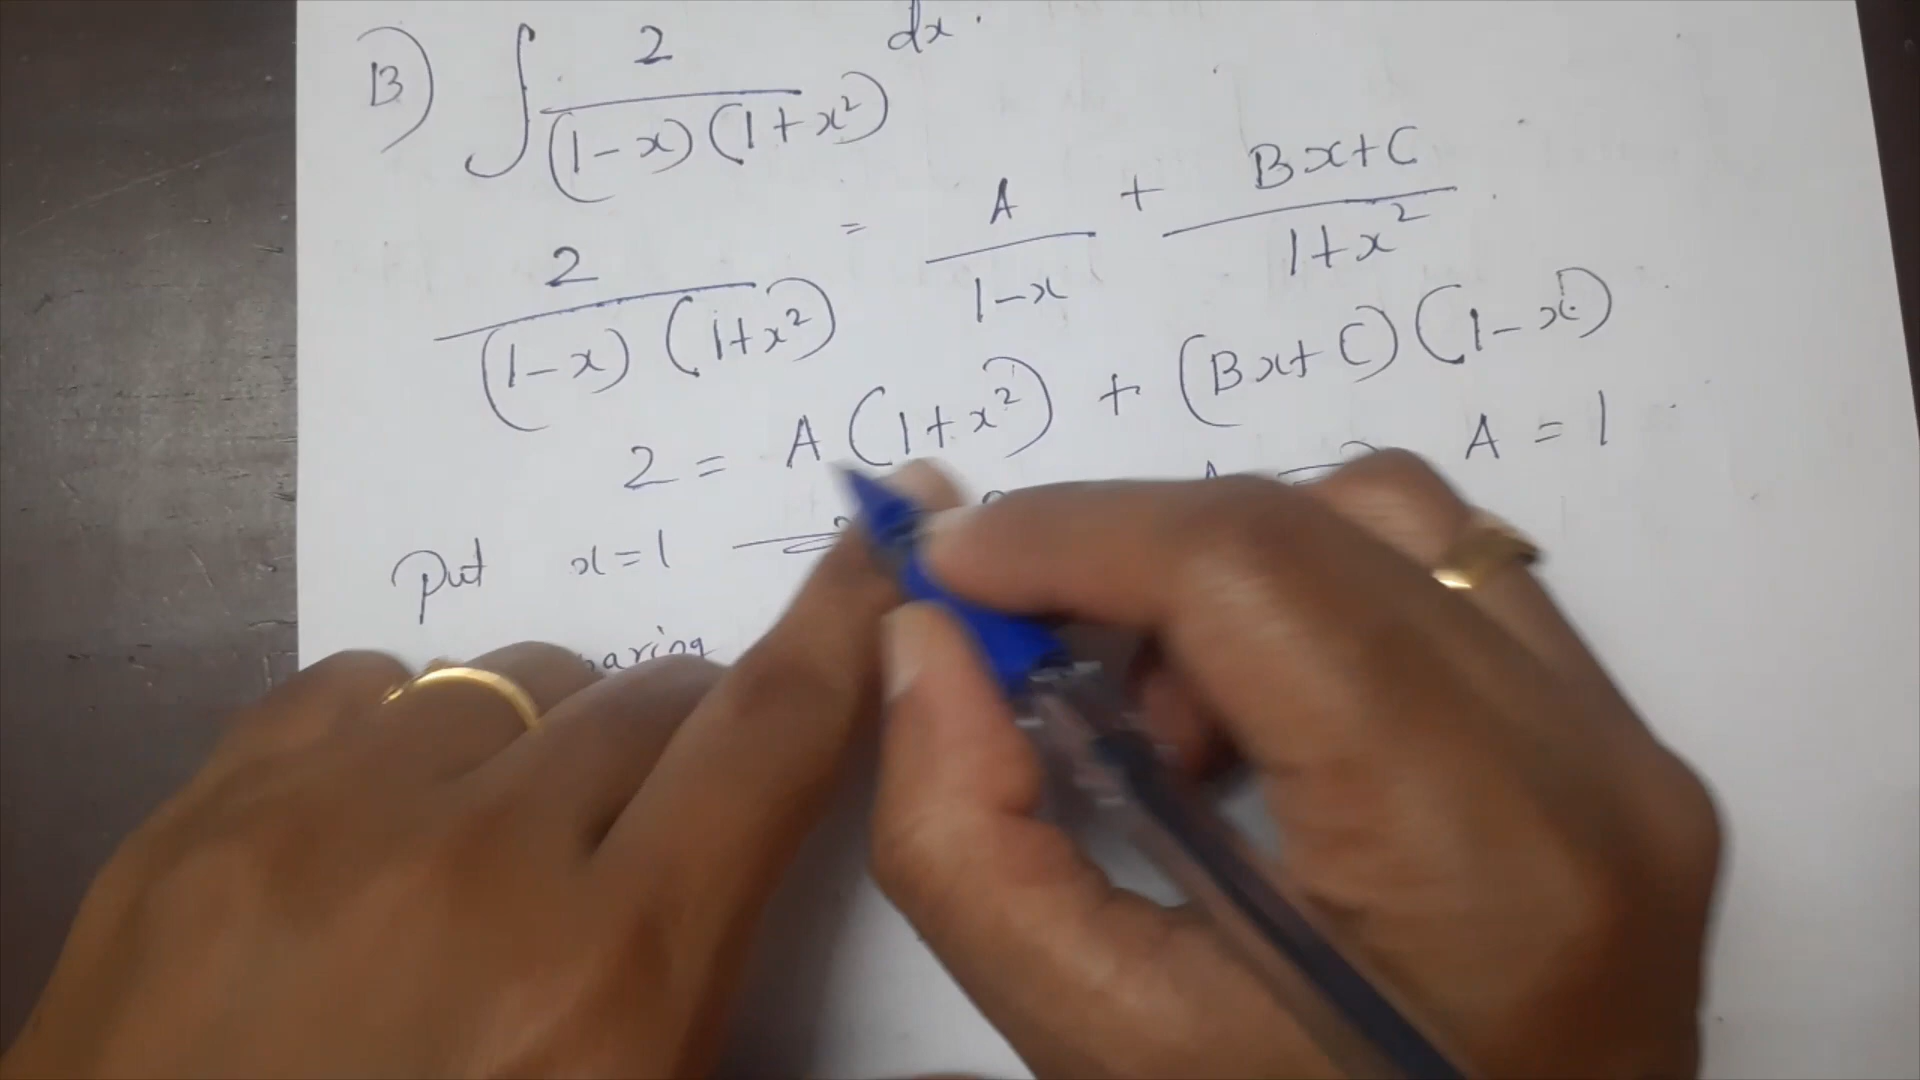 B) ∫ 2 / (1-x)(1+x²) dx.
2 / (1-x)(1+x²) = A / 1-x + Bx+C / 1+x²
2 = A(1+x²) + (Bx+C)(1-x)
Put x=1 A = 1